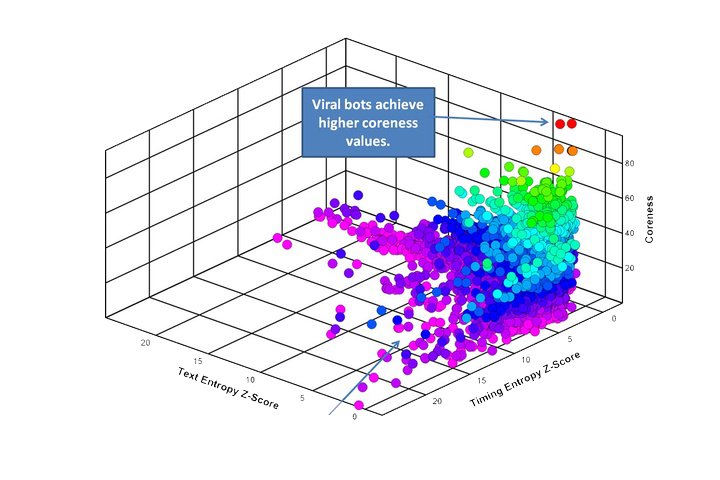 Viral bots achieve
higher coreness
values.
80
60
40
20
Coreness
0
5
10
15
20
Timing Entropy Z-Score
20
15
10
5
0
Text Entropy Z-Score